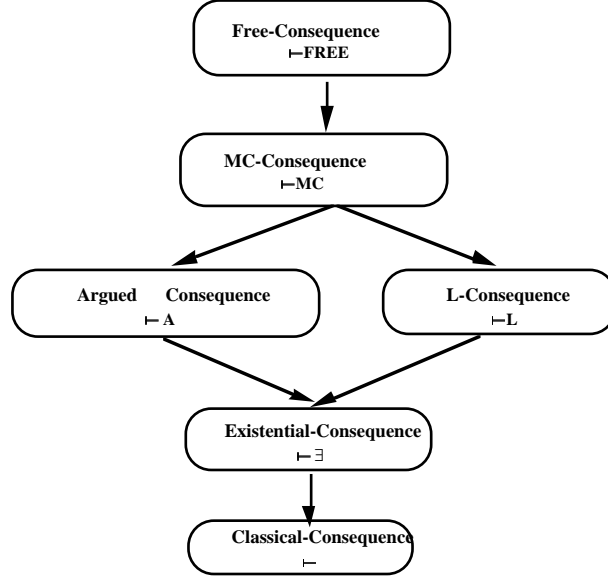 Free-Consequence
⊢FREE
MC-Consequence
⊢MC
Argued Consequence
⊢ A
L-Consequence
⊢L
Existential-Consequence
⊢ ∃
Classical-Consequence
⊢